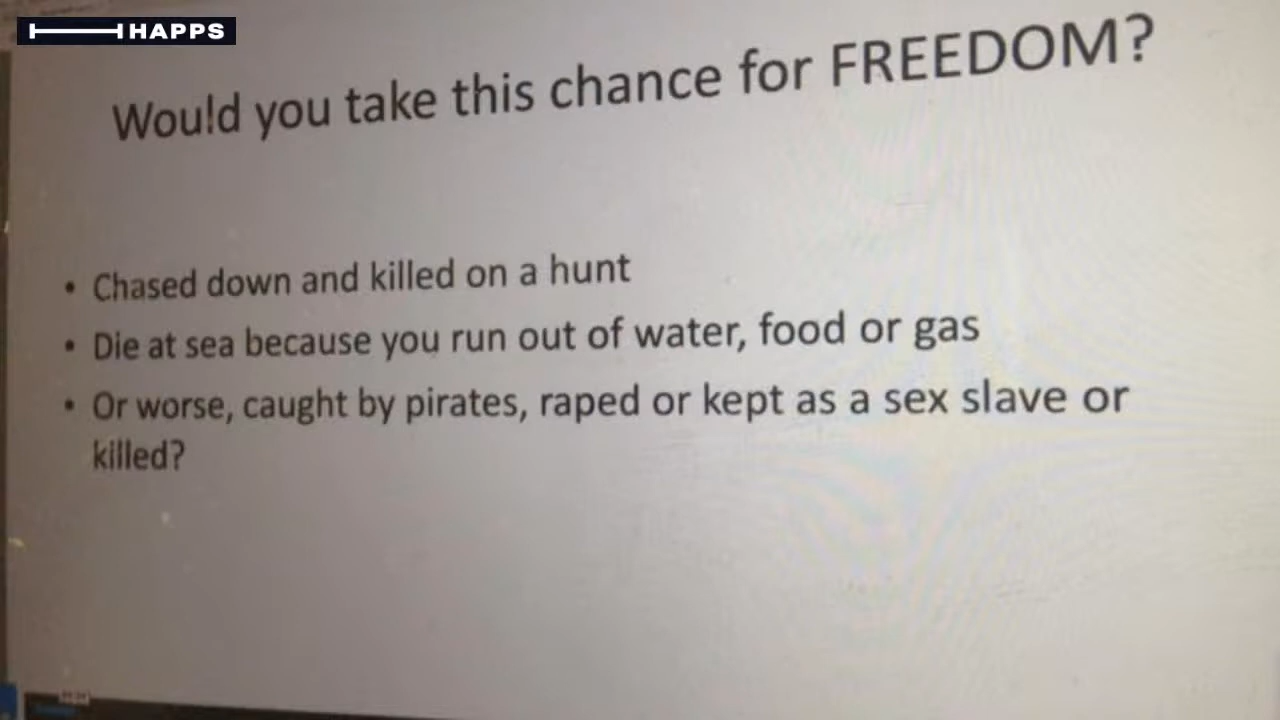 HAPPS
Would you take this chance for FREEDOM?
• Chased down and killed on a hunt
• Die at sea because you run out of water, food or gas
• Or worse, caught by pirates, raped or kept as a sex slave or
killed?